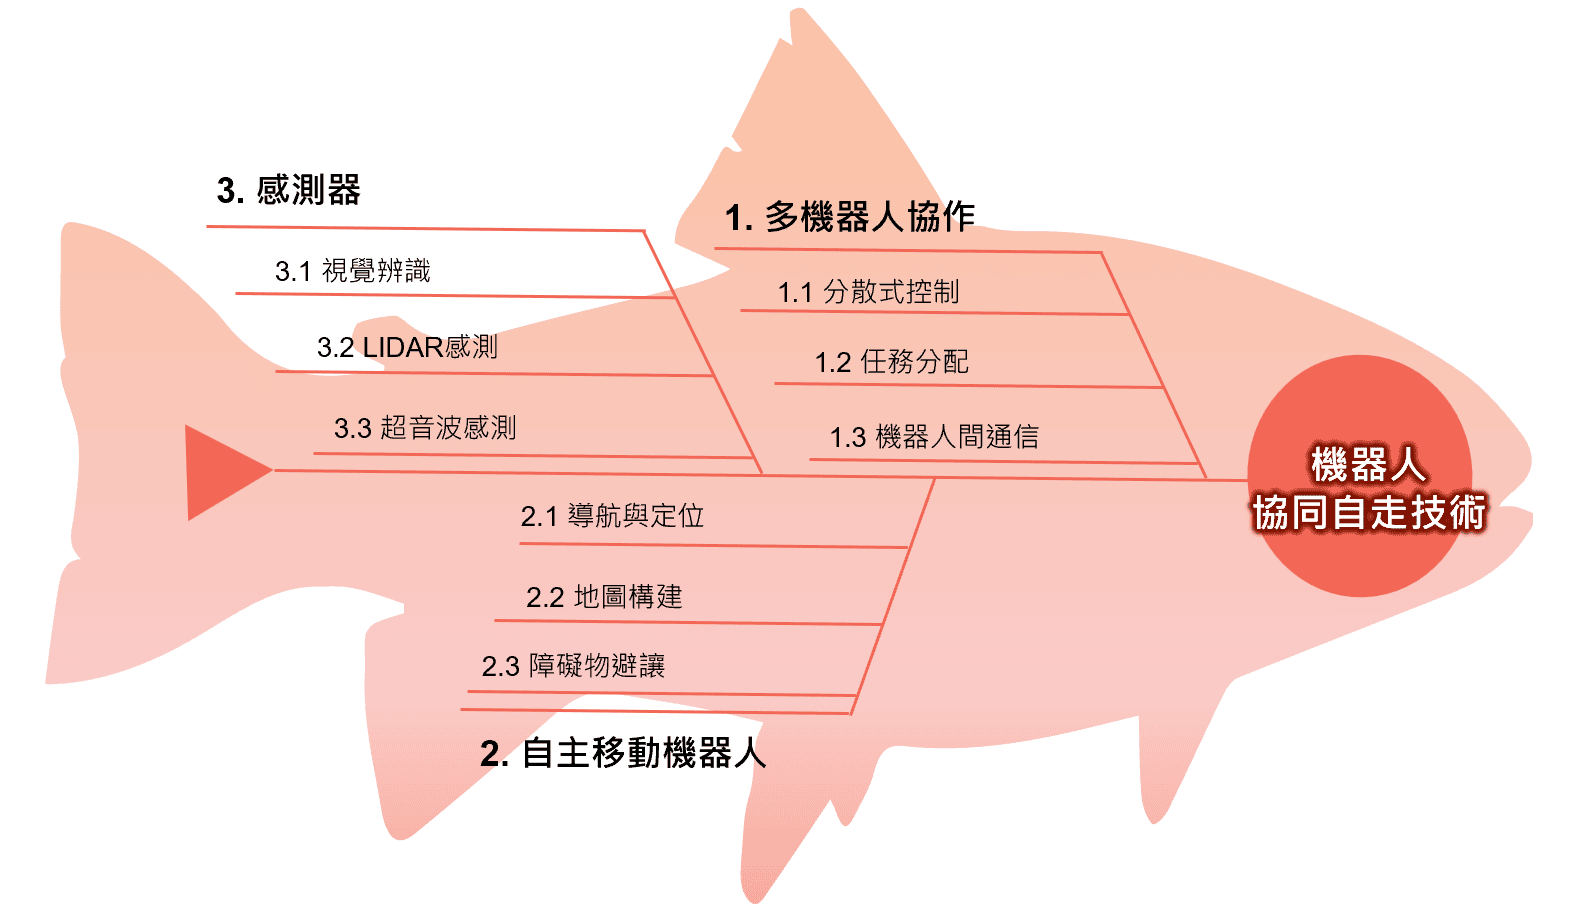 3. 感測器
3.1 視覺辨識
3.2 LIDAR感測
3.3 超音波感測
1. 多機器人協作
1.1 分散式控制
1.2 任務分配
1.3 機器人間通信
機器人
協同自走技術
2.1 導航與定位
2.2 地圖構建
2.3 障礙物避讓
2. 自主移動機器人